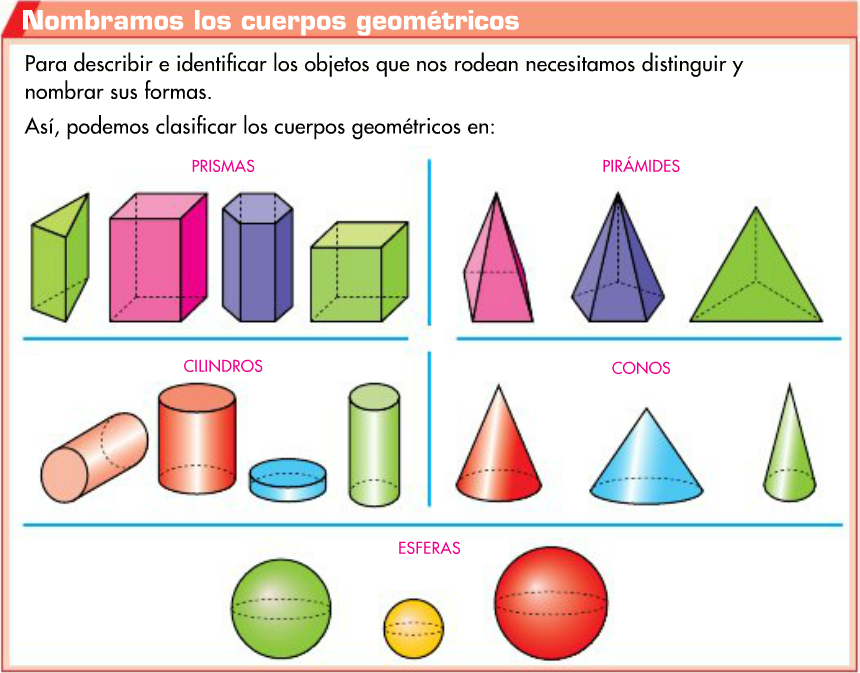 Nombramos los cuerpos geométricos
Para describir e identificar los objetos que nos rodean necesitamos distinguir y
nombrar sus formas.
Así, podemos clasificar los cuerpos geométricos en:
PRISMAS
PIRÁMIDES
CILINDROS
CONOS
ESFERAS